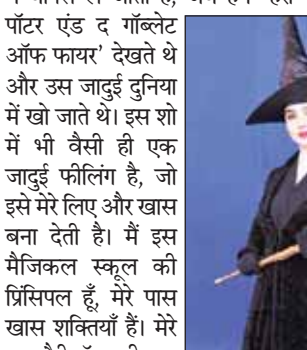 पॉटर एंड द गॉब्लेट
ऑफ फायर’ देखते थे
और उस जादुई दुनिया
में खो जाते थे। इस शो
में भी वैसी ही एक
जादुई फीलिंग है, जो
इसे मेरे लिए और खास
बना देती है। मैं इस
मैजिकल स्कूल की
प्रिंसिपल हूँ, मेरे पास
खास शक्तियाँ हैं। मेरे